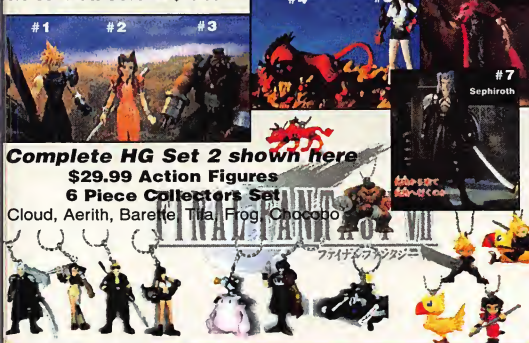 #1
#2
#3
#7
Sephiroth
Complete HG Set 2 shown here
$29.99 Action Figures
6 Piece Collectors Set
Cloud, Aerith, Barette, Tifa, Frog, Chocobo
FINAL FANTASY VII
ファイナルファンタジー